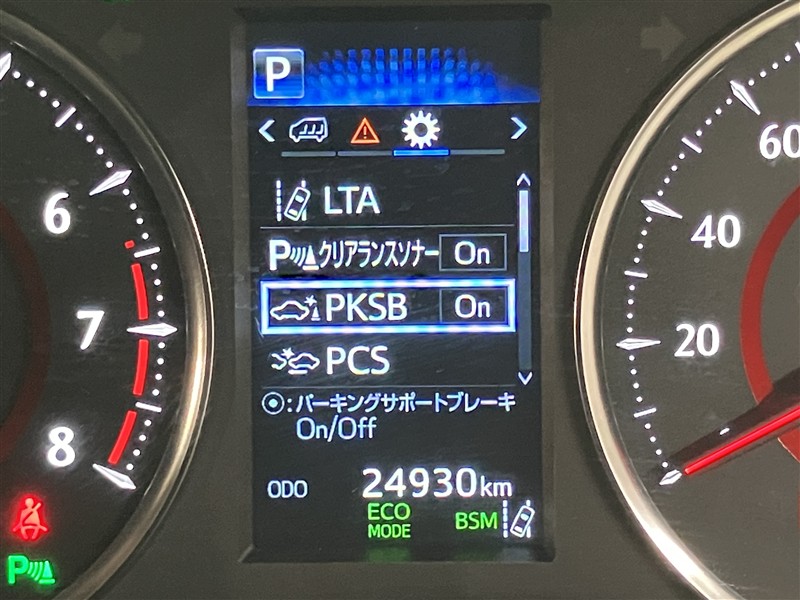 P
LTA
Pクリアランスソナー On
PKSB On
PCS
:パーキングサポートブレーキ
On/Off
ODO 24930km
ECO
MODE
BSM
6
7
8
P
60
40
20